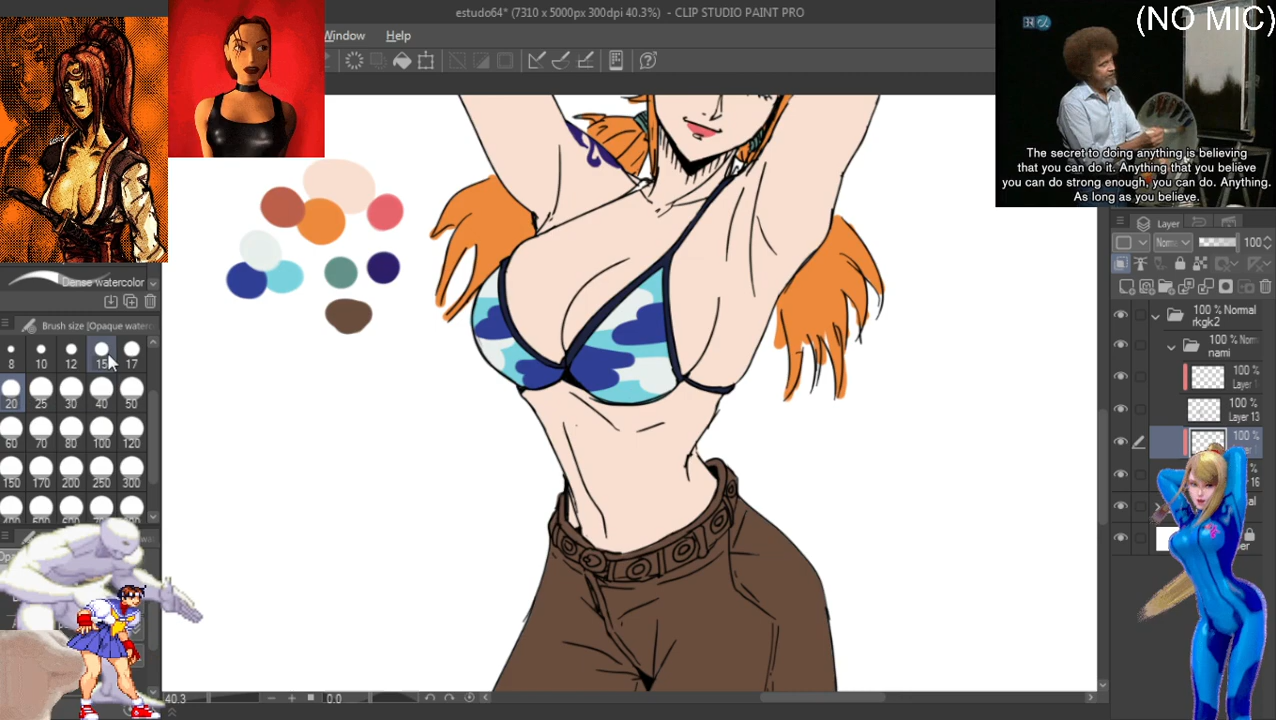 (NO MIC)
estudo64* (7310 x 5000px 300dpi 40.3%) - CLIP STUDIO PAINT PRO
Window Help
The secret to doing anything is believing
that you can do it. Anything that you believe
you can do strong enough, you can do. Anything.
As long as you believe.
Layer
100
Dense watercolor
Brush size [Opaque waterc
8 10 12 15 17
20 25 30 40 50
60 70 80 100 120
150 170 200 250 300
100 % Normal
rkgk2
100 % Norm
nami
100 %
Layer
100 %
Layer 13
100 %
16
40.3
0.0